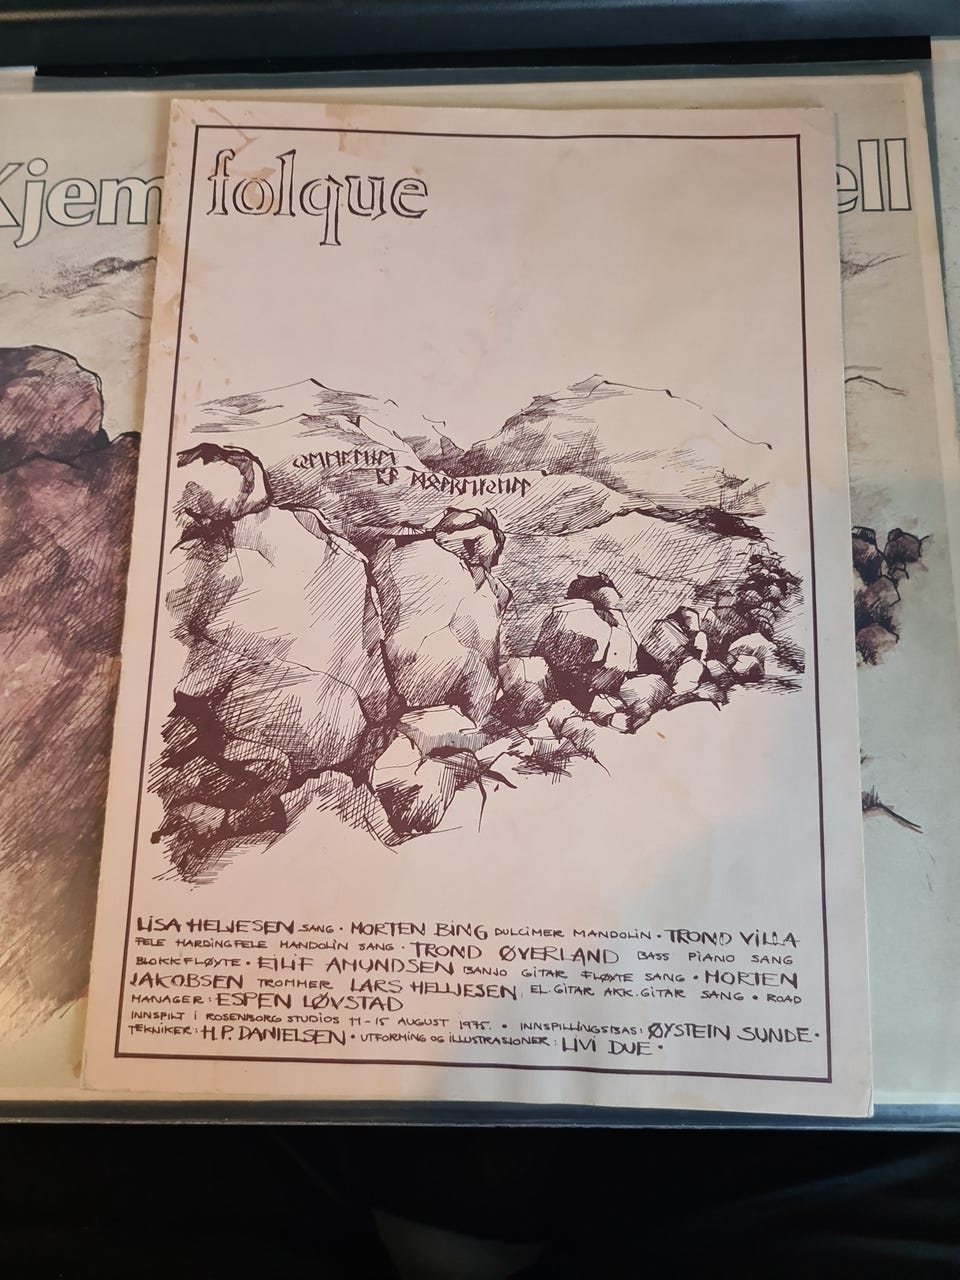 Kjem
ell
folque
LISA HELJESEN SANG · MORTEN BING DULCIMER MANDOLIN · TROND VILLA
FELE HARDINGFELE MANDOLIN SANG · TROND ØVERLAND BASS PIANO SANG
BLOKKFLØYTE · EILIF AMUNDSEN BANJO GITAR FLØYTE SANG · MORTEN
JAKOBSEN TROMMER LARS HELLJESEN EL.GITAR AKK.GITAR SANG · ROAD
MANAGER: ESPEN LØVSTAD
INNSPILT I ROSENBORG STUDIOS 11-15 AUGUST 1975. · INNSPILLINGSBAS: ØYSTEIN SUNDE·
TEKNIKER: H.P. DANIELSEN · UTFORMING OG ILLUSTRASJONER: LIVI DUE ·